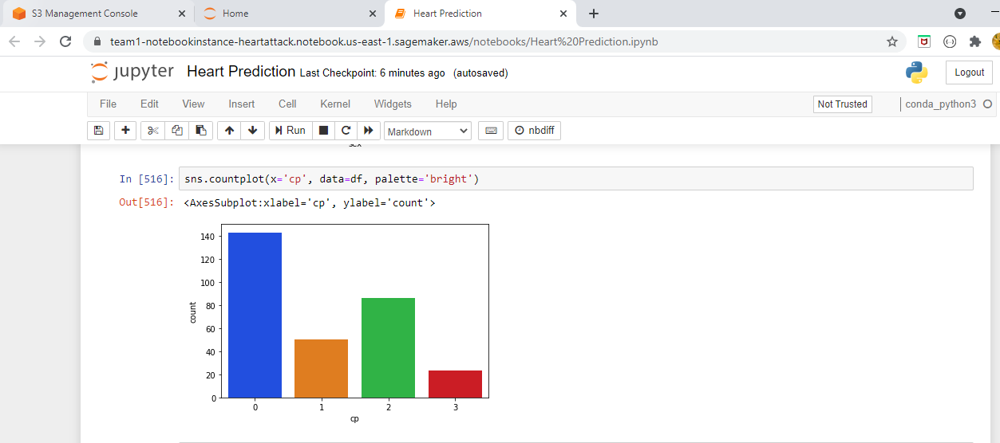 S3 Management Console
Home
Heart Prediction
team1-notebookinstance-heartattack.notebook.us-east-1.sagemaker.aws/notebooks/Heart%20Prediction.ipynb
jupyter Heart Prediction Last Checkpoint: 6 minutes ago (autosaved)
Logout
File Edit View Insert Cell Kernel Widgets Help
Not Trusted
conda_python3
Run
Markdown
nbdiff
sex
In [516]: sns.countplot(x='cp', data=df, palette='bright')
Out[516]: <AxesSubplot:xlabel='cp', ylabel='count'>
140
120
100
80
60
40
20
0
count
0 1 2 3
cp